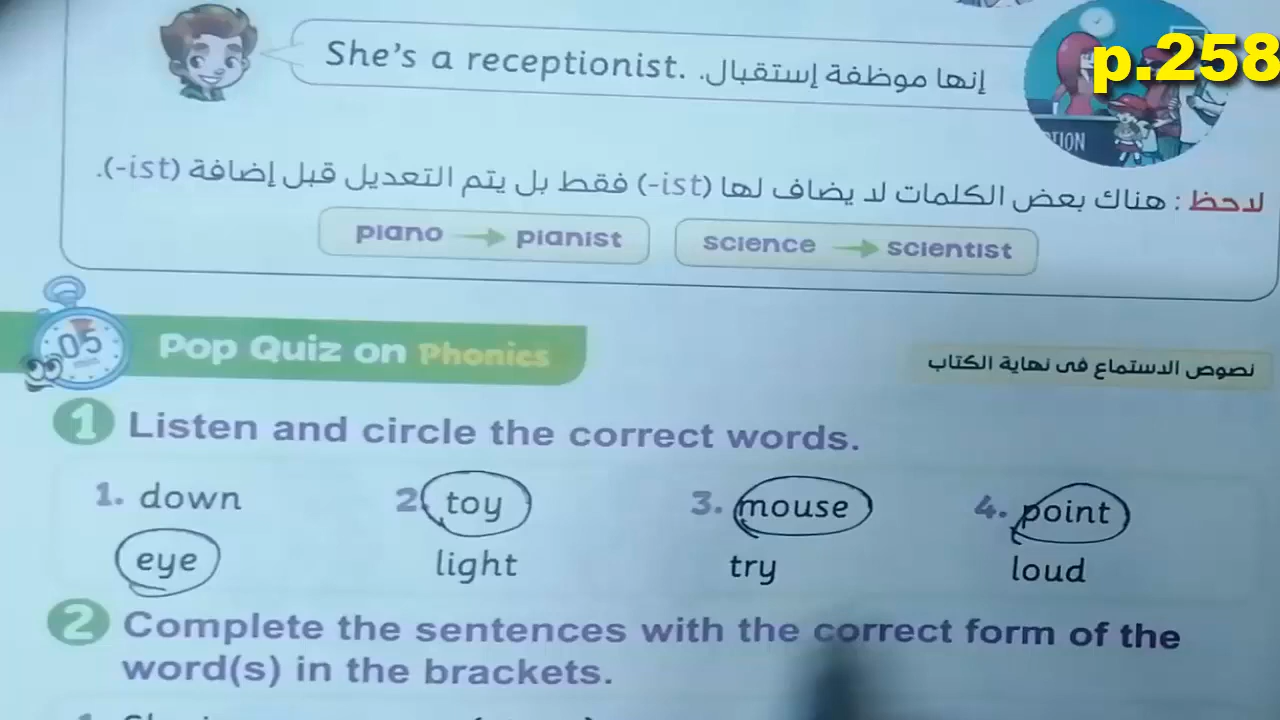 p.258
She's a receptionist. إنها موظفة إستقبال.
TION
لاحظ : هناك بعض الكلمات لا يضاف لها (ist-) فقط بل يتم التعديل قبل إضافة (ist-).
piano → pianist science → scientist
05
Pop Quiz on Phonics
نصوص الاستماع فى نهاية الكتاب
1 Listen and circle the correct words.
1. down 2. toy 3. mouse 4. point
eye light try loud
2 Complete the sentences with the correct form of the
word(s) in the brackets.